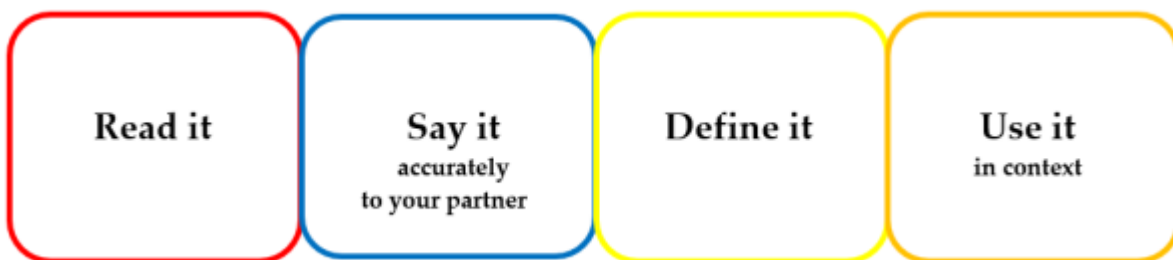 Read it
Say it
accurately
to your partner
Define it
Use it
in context